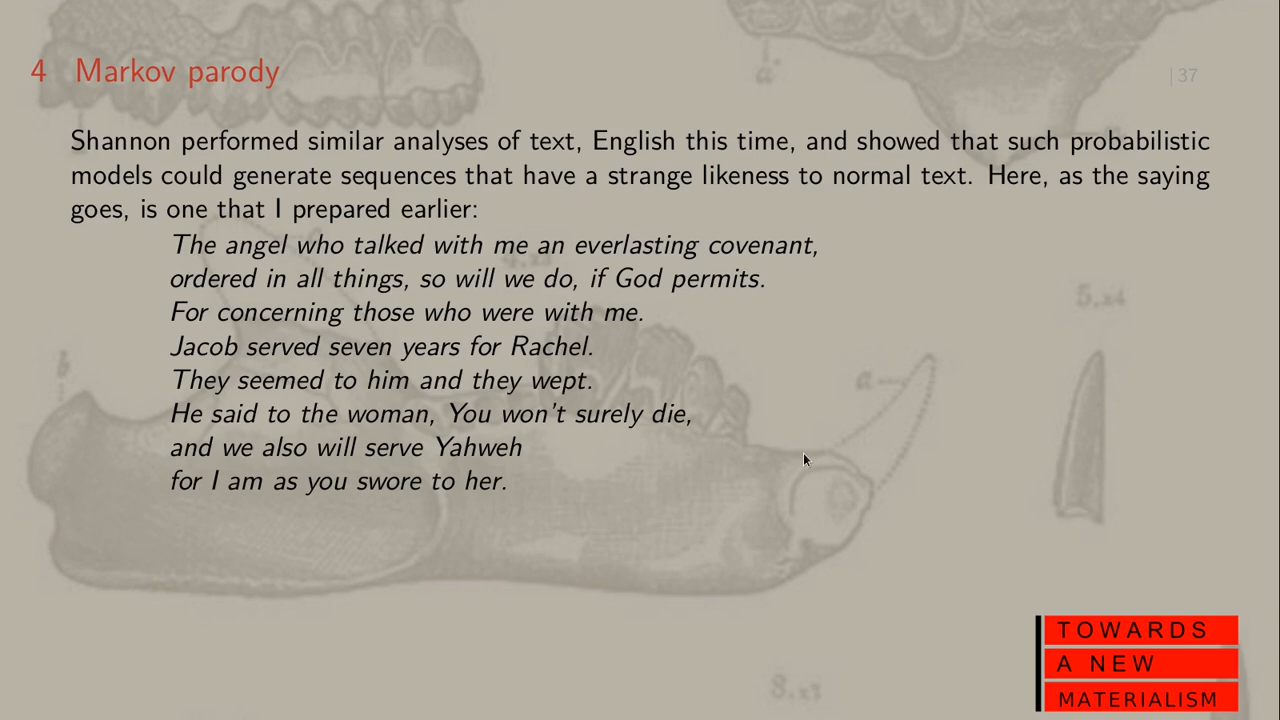 4 Markov parody
| 37
Shannon performed similar analyses of text, English this time, and showed that such probabilistic
models could generate sequences that have a strange likeness to normal text. Here, as the saying
goes, is one that I prepared earlier:
The angel who talked with me an everlasting covenant,
ordered in all things, so will we do, if God permits.
For concerning those who were with me.
Jacob served seven years for Rachel.
They seemed to him and they wept.
He said to the woman, You won't surely die,
and we also will serve Yahweh
for I am as you swore to her.
TOWARDS
A NEW
MATERIALISM